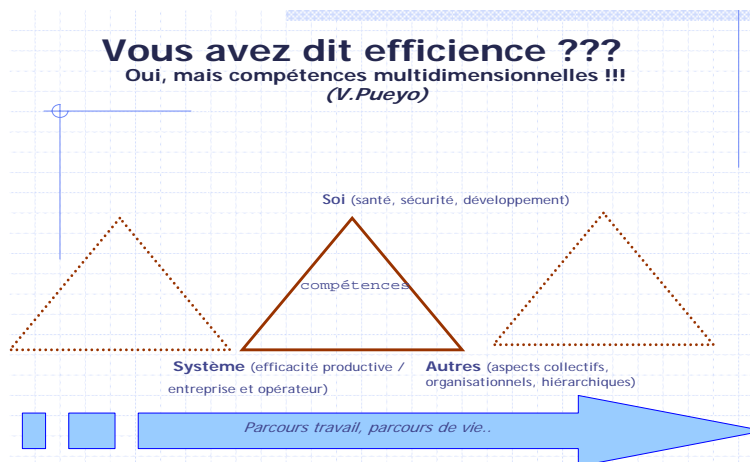 Vous avez dit efficience ???
Oui, mais compétences multidimensionnelles !!!
(V.Pueyo)
Soi (santé, sécurité, développement)
compétences
Système (efficacité productive /
entreprise et opérateur)
Autres (aspects collectifs,
organisationnels, hiérarchiques)
Parcours travail, parcours de vie..